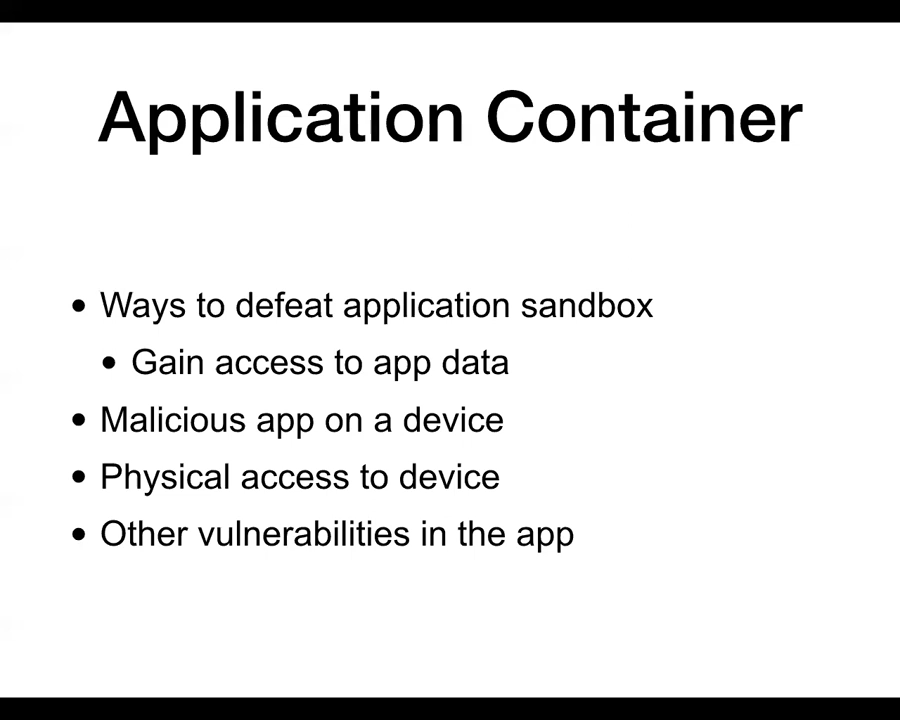 Application Container
• Ways to defeat application sandbox
• Gain access to app data
• Malicious app on a device
• Physical access to device
• Other vulnerabilities in the app